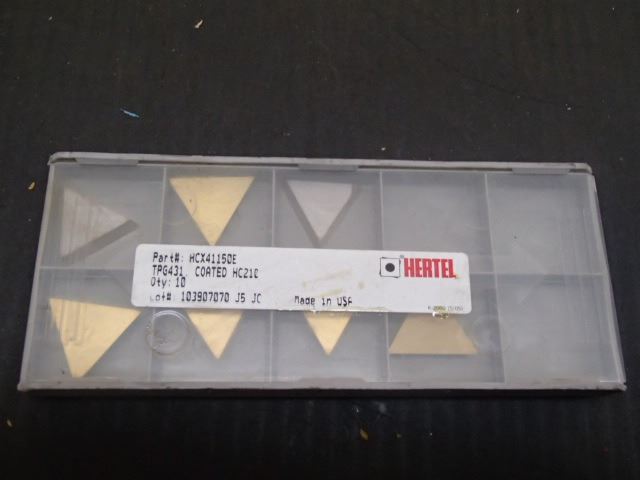 Part#: HCX41150E
TPG431, COATED HC210
Qty: 10
Lot#: 103907070 J5 JC Made in USA
HERTEL